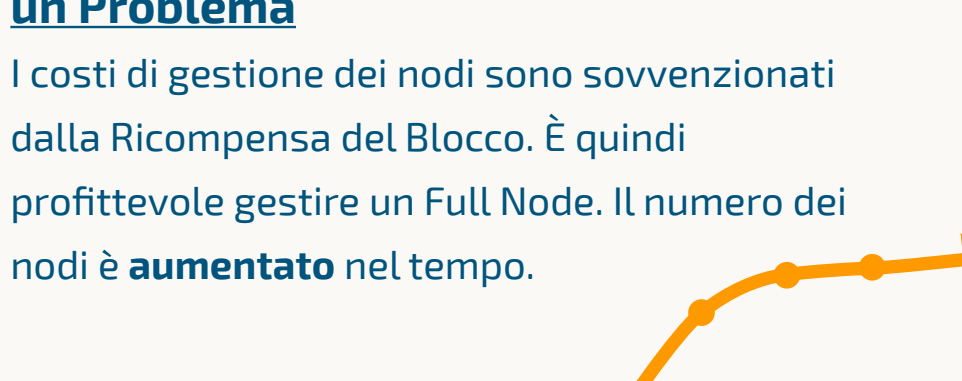 un Problema
I costi di gestione dei nodi sono sovvenzionati
dalla Ricompensa del Blocco. È quindi
profittevole gestire un Full Node. Il numero dei
nodi è aumentato nel tempo.